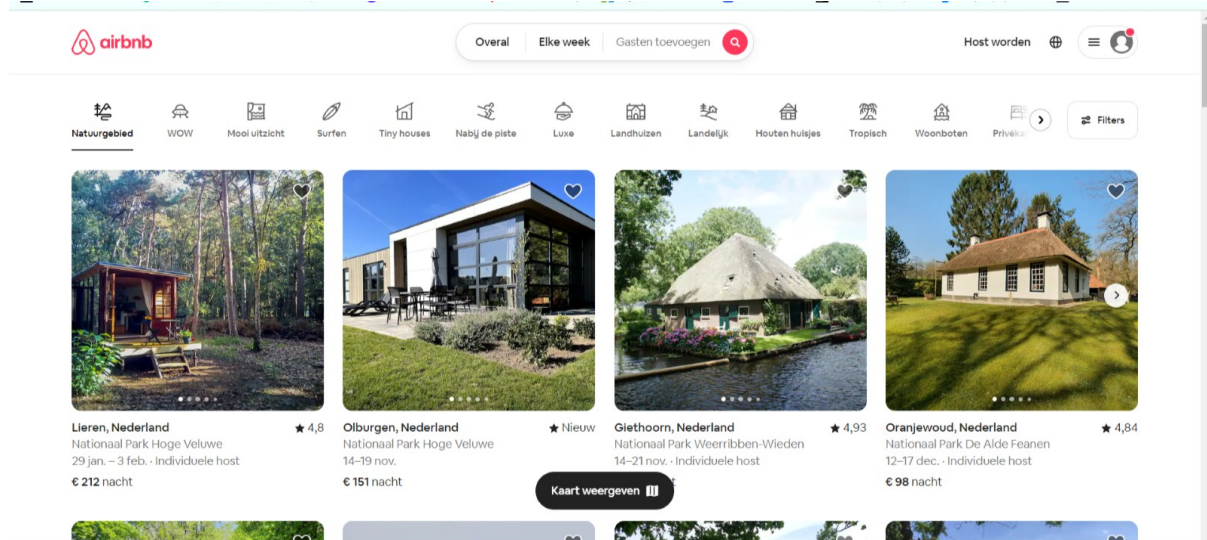 airbnb
Overal Elke week Gasten toevoegen
Host worden
Natuurgebied WOW Mooi uitzicht Surfen Tiny houses Nabij de piste Luxe Landhuizen Landelijk Houten huisjes Tropisch Woonboten
Filters
Lieren, Nederland 4,8
Nationaal Park Hoge Veluwe
29 jan. – 3 feb. · Individuele host
€ 212 nacht
Olburgen, Nederland Nieuw
Nationaal Park Hoge Veluwe
14–19 nov.
€ 151 nacht
Giethoorn, Nederland 4,93
Nationaal Park Weerribben-Wieden
14–21 nov. · Individuele host
Oranjewoud, Nederland 4,84
Nationaal Park De Alde Feanen
12–17 dec. · Individuele host
€ 98 nacht
Kaart weergeven